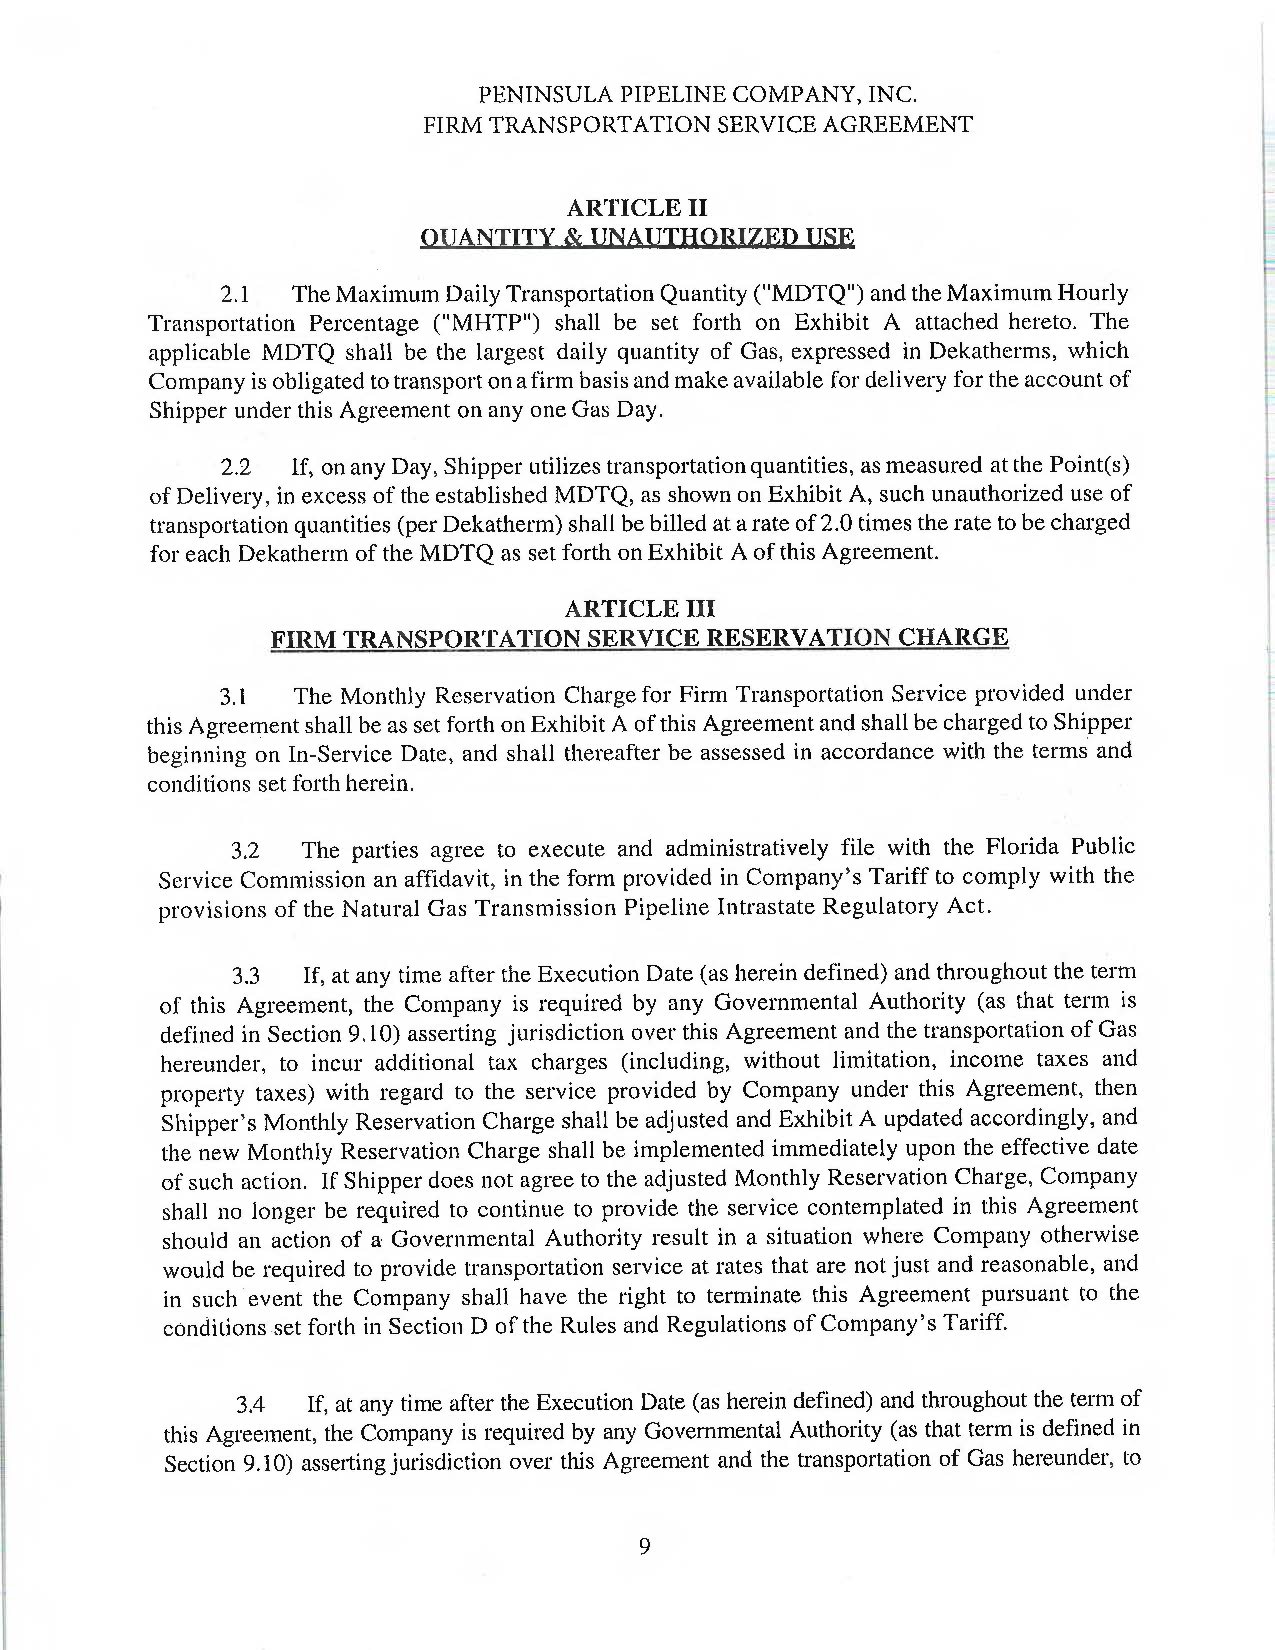 PENINSULA PIPELINE COMPANY, INC.
FIRM TRANSPORTATION SERVICE AGREEMENT
ARTICLE II
QUANTITY & UNAUTHORIZED USE
2.1 The Maximum Daily Transportation Quantity ("MDTQ") and the Maximum Hourly
Transportation Percentage ("MHTP") shall be set forth on Exhibit A attached hereto. The
applicable MDTQ shall be the largest daily quantity of Gas, expressed in Dekatherms, which
Company is obligated to transport on a firm basis and make available for delivery for the account of
Shipper under this Agreement on any one Gas Day.
2.2 If, on any Day, Shipper utilizes transportation quantities, as measured at the Point(s)
of Delivery, in excess of the established MDTQ, as shown on Exhibit A, such unauthorized use of
transportation quantities (per Dekatherm) shall be billed at a rate of 2.0 times the rate to be charged
for each Dekatherm of the MDTQ as set forth on Exhibit A of this Agreement.
ARTICLE III
FIRM TRANSPORTATION SERVICE RESERVATION CHARGE
3.1 The Monthly Reservation Charge for Firm Transportation Service provided under
this Agreement shall be as set forth on Exhibit A of this Agreement and shall be charged to Shipper
beginning on In-Service Date, and shall thereafter be assessed in accordance with the terms and
conditions set forth herein.
3.2 The parties agree to execute and administratively file with the Florida Public
Service Commission an affidavit, in the form provided in Company's Tariff to comply with the
provisions of the Natural Gas Transmission Pipeline Intrastate Regulatory Act.
3.3 If, at any time after the Execution Date (as herein defined) and throughout the term
of this Agreement, the Company is required by any Governmental Authority (as that term is
defined in Section 9.10) asserting jurisdiction over this Agreement and the transportation of Gas
hereunder, to incur additional tax charges (including, without limitation, income taxes and
property taxes) with regard to the service provided by Company under this Agreement, then
Shipper's Monthly Reservation Charge shall be adjusted and Exhibit A updated accordingly, and
the new Monthly Reservation Charge shall be implemented immediately upon the effective date
of such action. If Shipper does not agree to the adjusted Monthly Reservation Charge, Company
shall no longer be required to continue to provide the service contemplated in this Agreement
should an action of a Governmental Authority result in a situation where Company otherwise
would be required to provide transportation service at rates that are not just and reasonable, and
in such event the Company shall have the right to terminate this Agreement pursuant to the
conditions set forth in Section D of the Rules and Regulations of Company's Tariff.
3.4 If, at any time after the Execution Date (as herein defined) and throughout the term of
this Agreement, the Company is required by any Governmental Authority (as that term is defined in
Section 9.10) asserting jurisdiction over this Agreement and the transportation of Gas hereunder, to
9